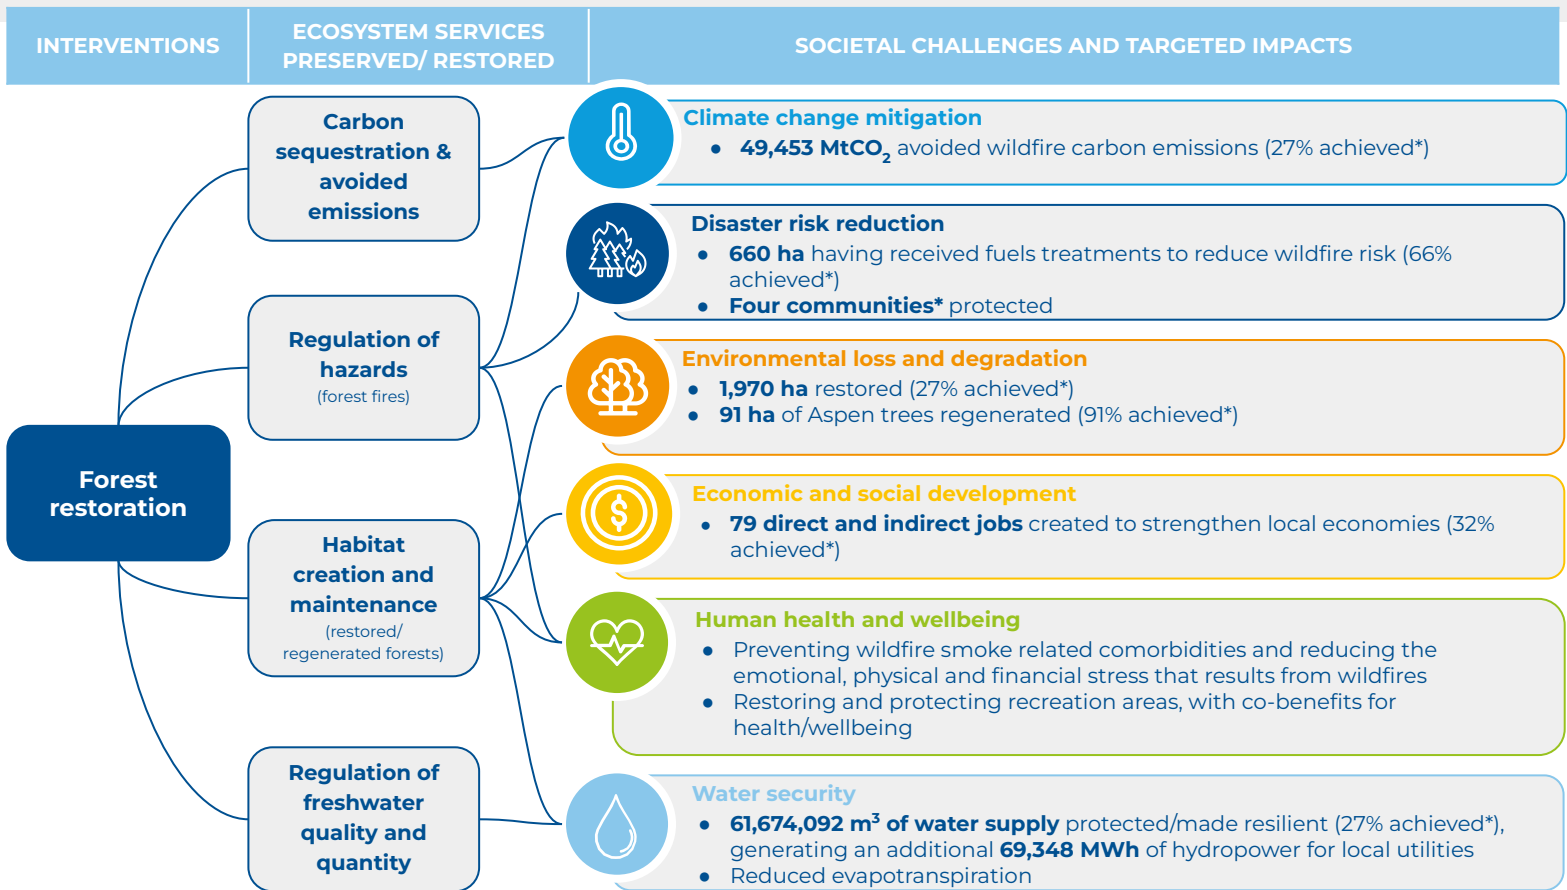 INTERVENTIONS
ECOSYSTEM SERVICES
PRESERVED/ RESTORED
SOCIETAL CHALLENGES AND TARGETED IMPACTS
Forest
restoration
Carbon
sequestration &
avoided
emissions
Regulation of
hazards
(forest fires)
Habitat
creation and
maintenance
(restored/
regenerated forests)
Regulation of
freshwater
quality and
quantity
Climate change mitigation
● 49,453 MtCO₂ avoided wildfire carbon emissions (27% achieved*)
Disaster risk reduction
● 660 ha having received fuels treatments to reduce wildfire risk (66%
achieved*)
● Four communities* protected
Environmental loss and degradation
● 1,970 ha restored (27% achieved*)
● 91 ha of Aspen trees regenerated (91% achieved*)
$
Economic and social development
● 79 direct and indirect jobs created to strengthen local economies (32%
achieved*)
Human health and wellbeing
● Preventing wildfire smoke related comorbidities and reducing the
emotional, physical and financial stress that results from wildfires
● Restoring and protecting recreation areas, with co-benefits for
health/wellbeing
Water security
● 61,674,092 m³ of water supply protected/made resilient (27% achieved*),
generating an additional 69,348 MWh of hydropower for local utilities
● Reduced evapotranspiration